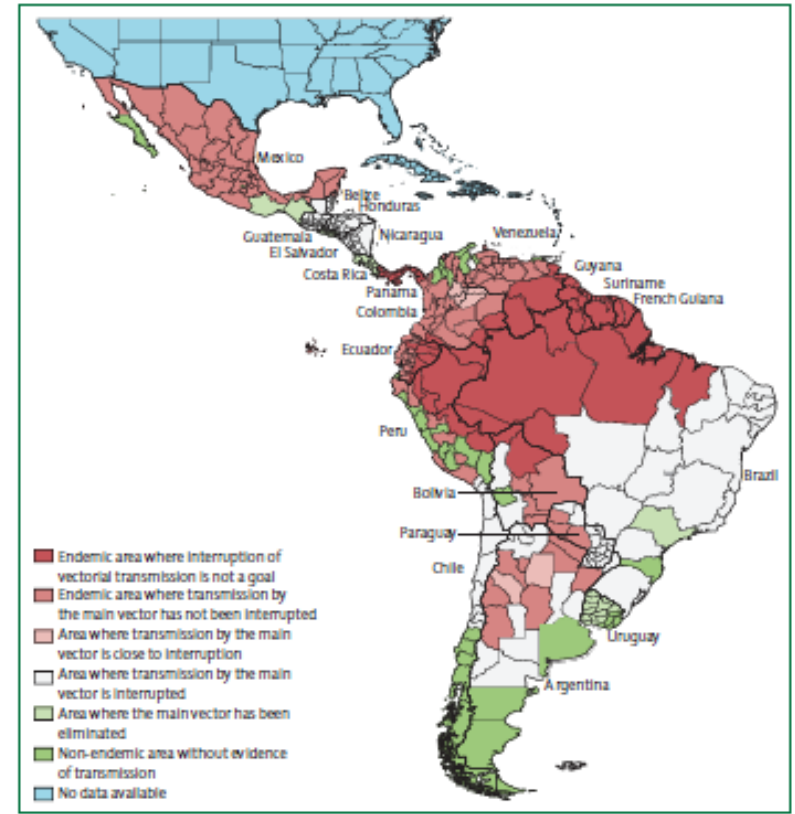 Mexico
Belize
Honduras
Guatemala
Nicaragua
El Salvador
Costa Rica
Venezuela
Panama
Guyana
Suriname
French Guiana
Colombia
Ecuador
Peru
Brazil
Bolivia
Paraguay
Chile
Uruguay
Argentina
Endemic area where interruption of
vectorial transmission is not a goal
Endemic area where transmission by
the main vector has not been interrupted
Area where transmission by the main
vector is close to interruption
Area where transmission by the main
vector is interrupted
Area where the main vector has been
eliminated
Non-endemic area without evidence
of transmission
No data available